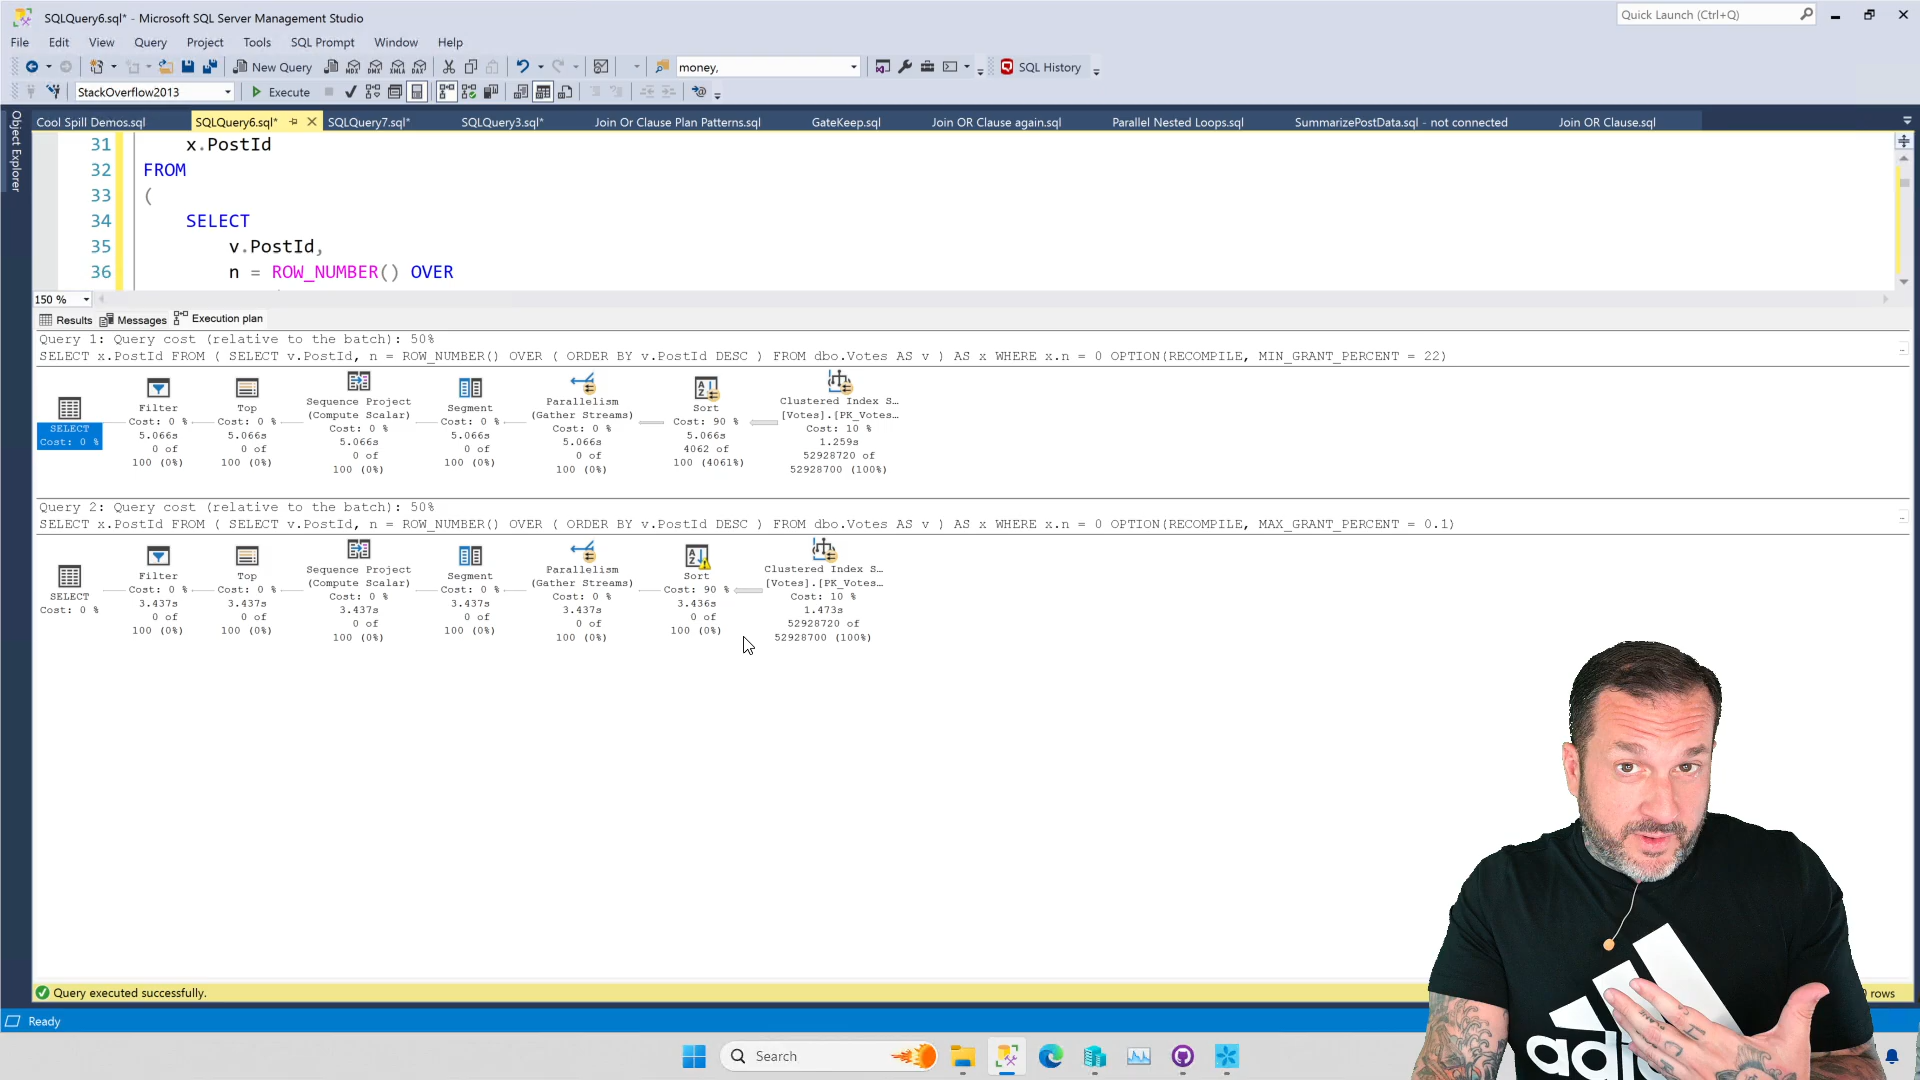 SQLQuery6.sql* - Microsoft SQL Server Management Studio
Quick Launch (Ctrl+Q)
File Edit View Query Project Tools SQL Prompt Window Help
New Query
money,
SQL History
StackOverflow2013
Execute
Object Explorer
Cool Spill Demos.sql SQLQuery6.sql* SQLQuery7.sql* SQLQuery3.sql* Join Or Clause Plan Patterns.sql GateKeep.sql Join OR Clause again.sql Parallel Nested Loops.sql SummarizePostData.sql - not connected Join OR Clause.sql
31 x.PostId
32 FROM
33 (
34 SELECT
35 v.PostId,
36 n = ROW_NUMBER() OVER
150 %
Results Messages Execution plan
Query 1: Query cost (relative to the batch): 50%
SELECT x.PostId FROM ( SELECT v.PostId, n = ROW_NUMBER() OVER ( ORDER BY v.PostId DESC ) FROM dbo.Votes AS v ) AS x WHERE x.n = 0 OPTION(RECOMPILE, MIN_GRANT_PERCENT = 22)
SELECT
Cost: 0 %
Filter
Cost: 0 %
5.066s
0 of
100 (0%)
Top
Cost: 0 %
5.066s
0 of
100 (0%)
Sequence Project
(Compute Scalar)
Cost: 0 %
5.066s
0 of
100 (0%)
Segment
Cost: 0 %
5.066s
0 of
100 (0%)
Parallelism
(Gather Streams)
Cost: 0 %
5.066s
0 of
100 (0%)
Sort
Cost: 90 %
5.066s
4062 of
100 (4061%)
Clustered Index S...
[Votes].[PK_Votes...
Cost: 10 %
1.259s
52928720 of
52928700 (100%)
Query 2: Query cost (relative to the batch): 50%
SELECT x.PostId FROM ( SELECT v.PostId, n = ROW_NUMBER() OVER ( ORDER BY v.PostId DESC ) FROM dbo.Votes AS v ) AS x WHERE x.n = 0 OPTION(RECOMPILE, MAX_GRANT_PERCENT = 0.1)
SELECT
Cost: 0 %
Filter
Cost: 0 %
3.437s
0 of
100 (0%)
Top
Cost: 0 %
3.437s
0 of
100 (0%)
Sequence Project
(Compute Scalar)
Cost: 0 %
3.437s
0 of
100 (0%)
Segment
Cost: 0 %
3.437s
0 of
100 (0%)
Parallelism
(Gather Streams)
Cost: 0 %
3.437s
0 of
100 (0%)
Sort
Cost: 90 %
3.436s
0 of
100 (0%)
Clustered Index S...
[Votes].[PK_Votes...
Cost: 10 %
1.473s
52928720 of
52928700 (100%)
Query executed successfully.
rows
Ready
Search